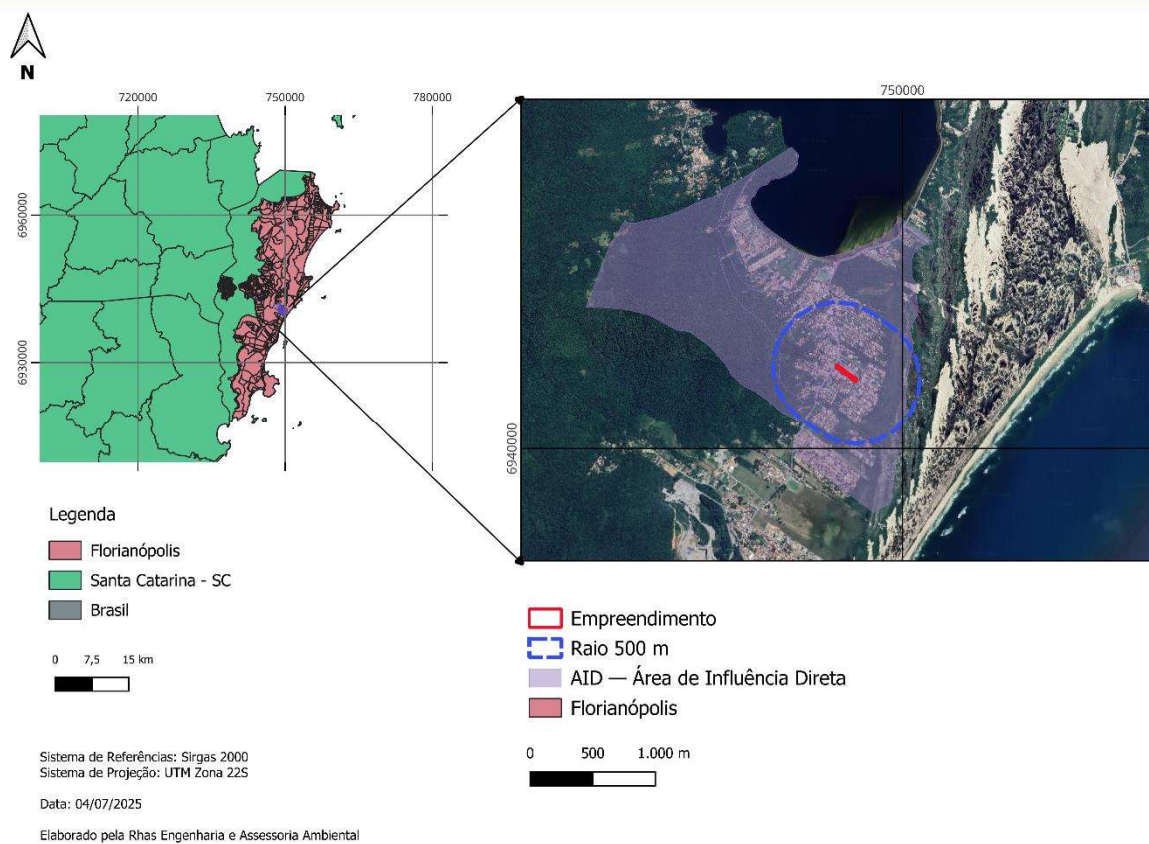 N
720000
750000
780000
6960000
6930000
750000
6940000
Legenda
Florianópolis
Santa Catarina - SC
Brasil
0 7,5 15 km
Empreendimento
Raio 500 m
AID — Área de Influência Direta
Florianópolis
0 500 1.000 m
Sistema de Referências: Sirgas 2000
Sistema de Projeção: UTM Zona 22S
Data: 04/07/2025
Elaborado pela Rhas Engenharia e Assessoria Ambiental